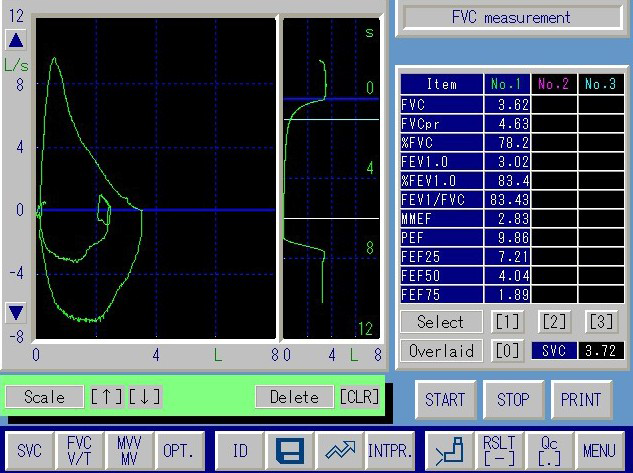 12
L/s
8
4
0
-4
-8
0 4 L 8
s
0
4
8
12
0 4 L 8
FVC measurement
Item No.1 No.2 No.3
FVC 3.62
FVCpr 4.63
%FVC 78.2
FEV1.0 3.02
%FEV1.0 83.4
FEV1/FVC 83.43
MMEF 2.83
PEF 9.86
FEF25 7.21
FEF50 4.04
FEF75 1.89
Select [1] [2] [3]
Overlaid [0] SVC 3.72
Scale [↑] [↓] Delete [CLR]
START STOP PRINT
SVC
FVC
V/T
MVV
MV
OPT.
ID
INTPR.
RSLT
[—]
Qc
[.]
MENU